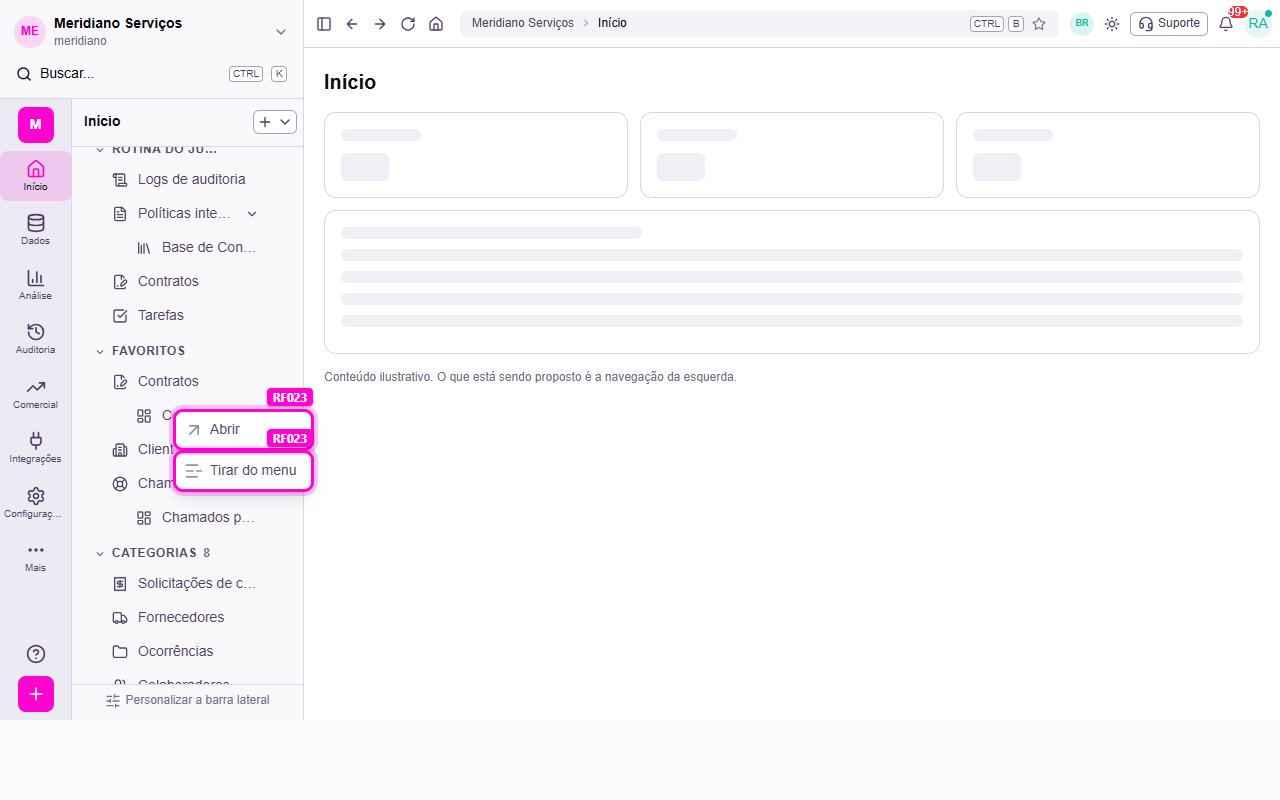 ME
Meridiano Serviços
meridiano
Buscar...
CTRL K
Meridiano Serviços > Início
CTRL B
BR
Suporte
99+
RA
M
Início
Dados
Análise
Auditoria
Comercial
Integrações
Configuraç...
Mais
Início
ROTINA DO JU...
Logs de auditoria
Políticas inte...
Base de Con...
Contratos
Tarefas
FAVORITOS
Contratos
C
Client
Cham
Chamados p...
CATEGORIAS 8
Solicitações de c...
Fornecedores
Ocorrências
Colaboradores
Personalizar a barra lateral
RF023
Abrir
RF023
Tirar do menu
Início
Conteúdo ilustrativo. O que está sendo proposto é a navegação da esquerda.